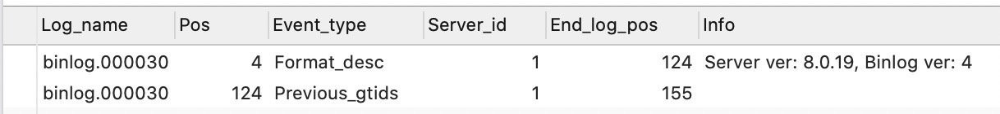 Log_name Pos Event_type Server_id End_log_pos Info
binlog.000030 4 Format_desc 1 124 Server ver: 8.0.19, Binlog ver: 4
binlog.000030 124 Previous_gtids 1 155